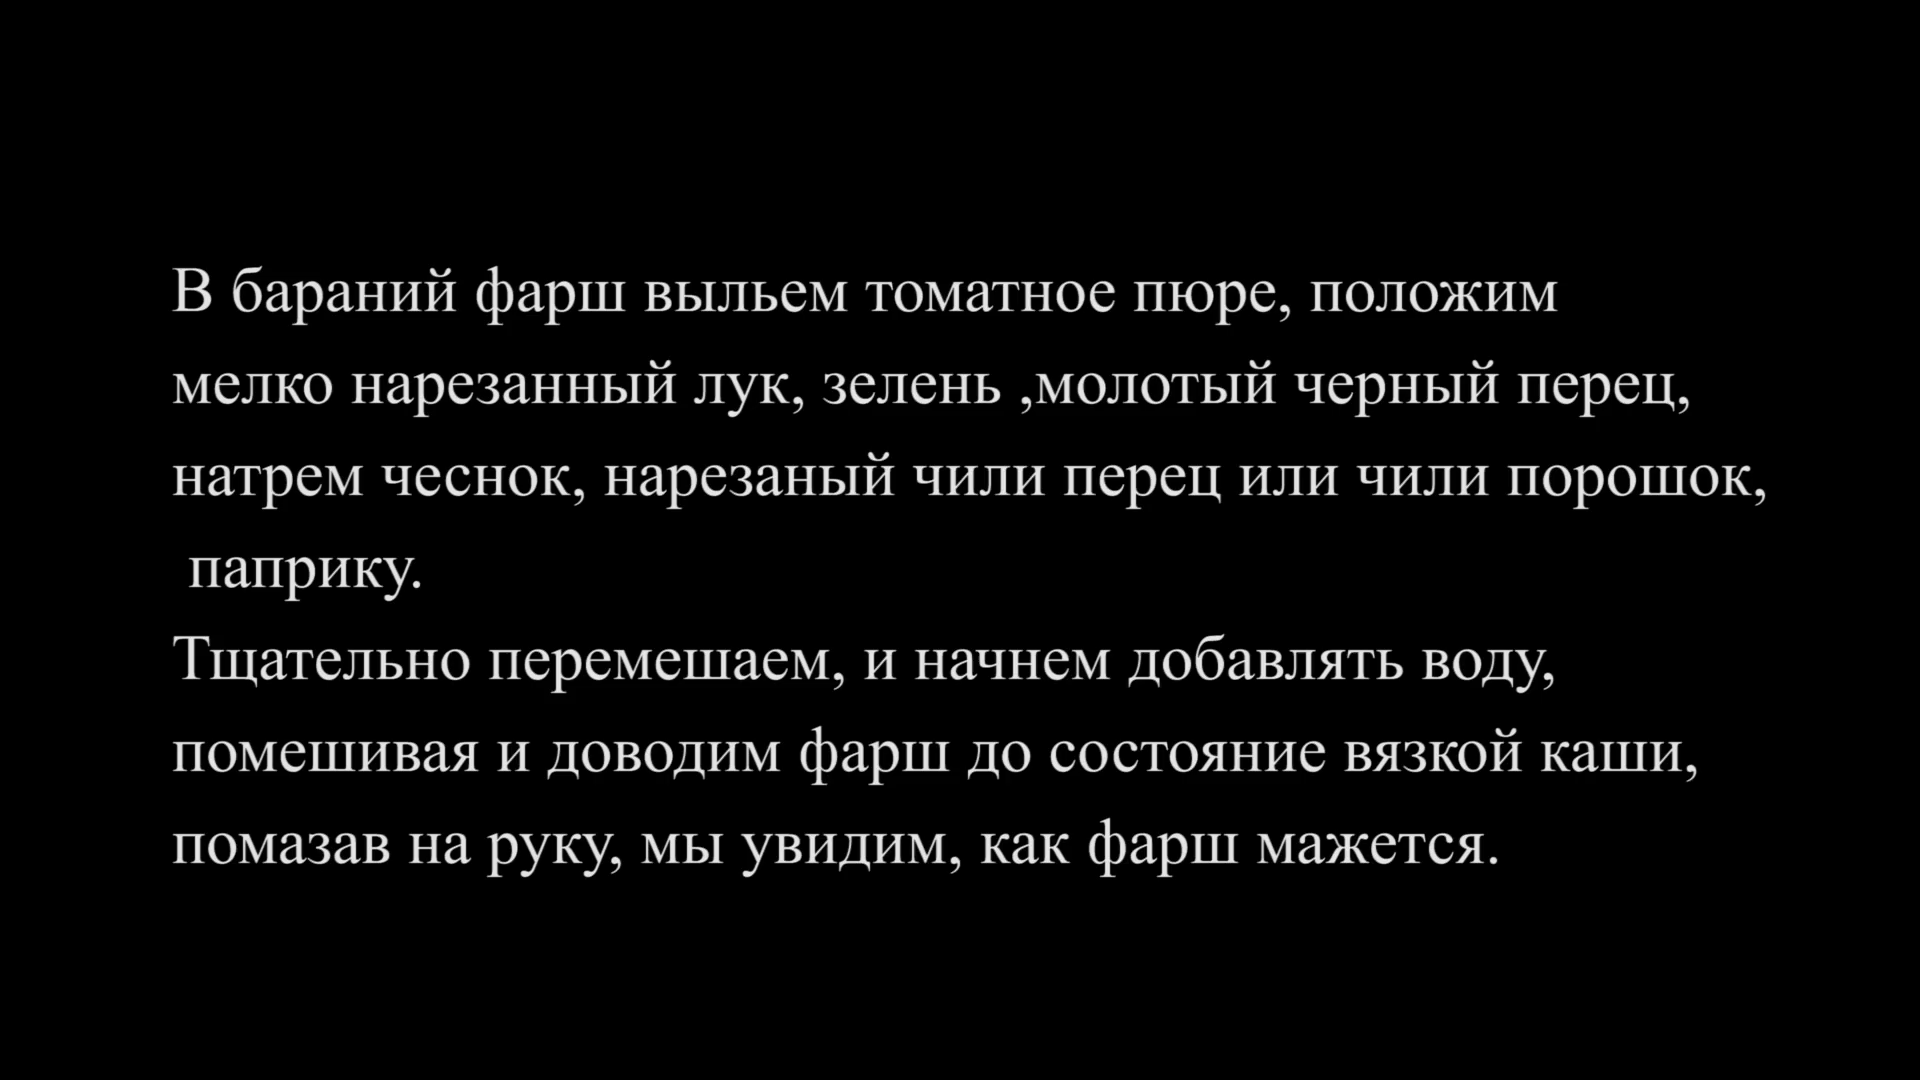 В бараний фарш выльем томатное пюре, положим
мелко нарезанный лук, зелень ,молотый черный перец,
натрем чеснок, нарезаный чили перец или чили порошок,
паприку.
Тщательно перемешаем, и начнем добавлять воду,
помешивая и доводим фарш до состояние вязкой каши,
помазав на руку, мы увидим, как фарш мажется.